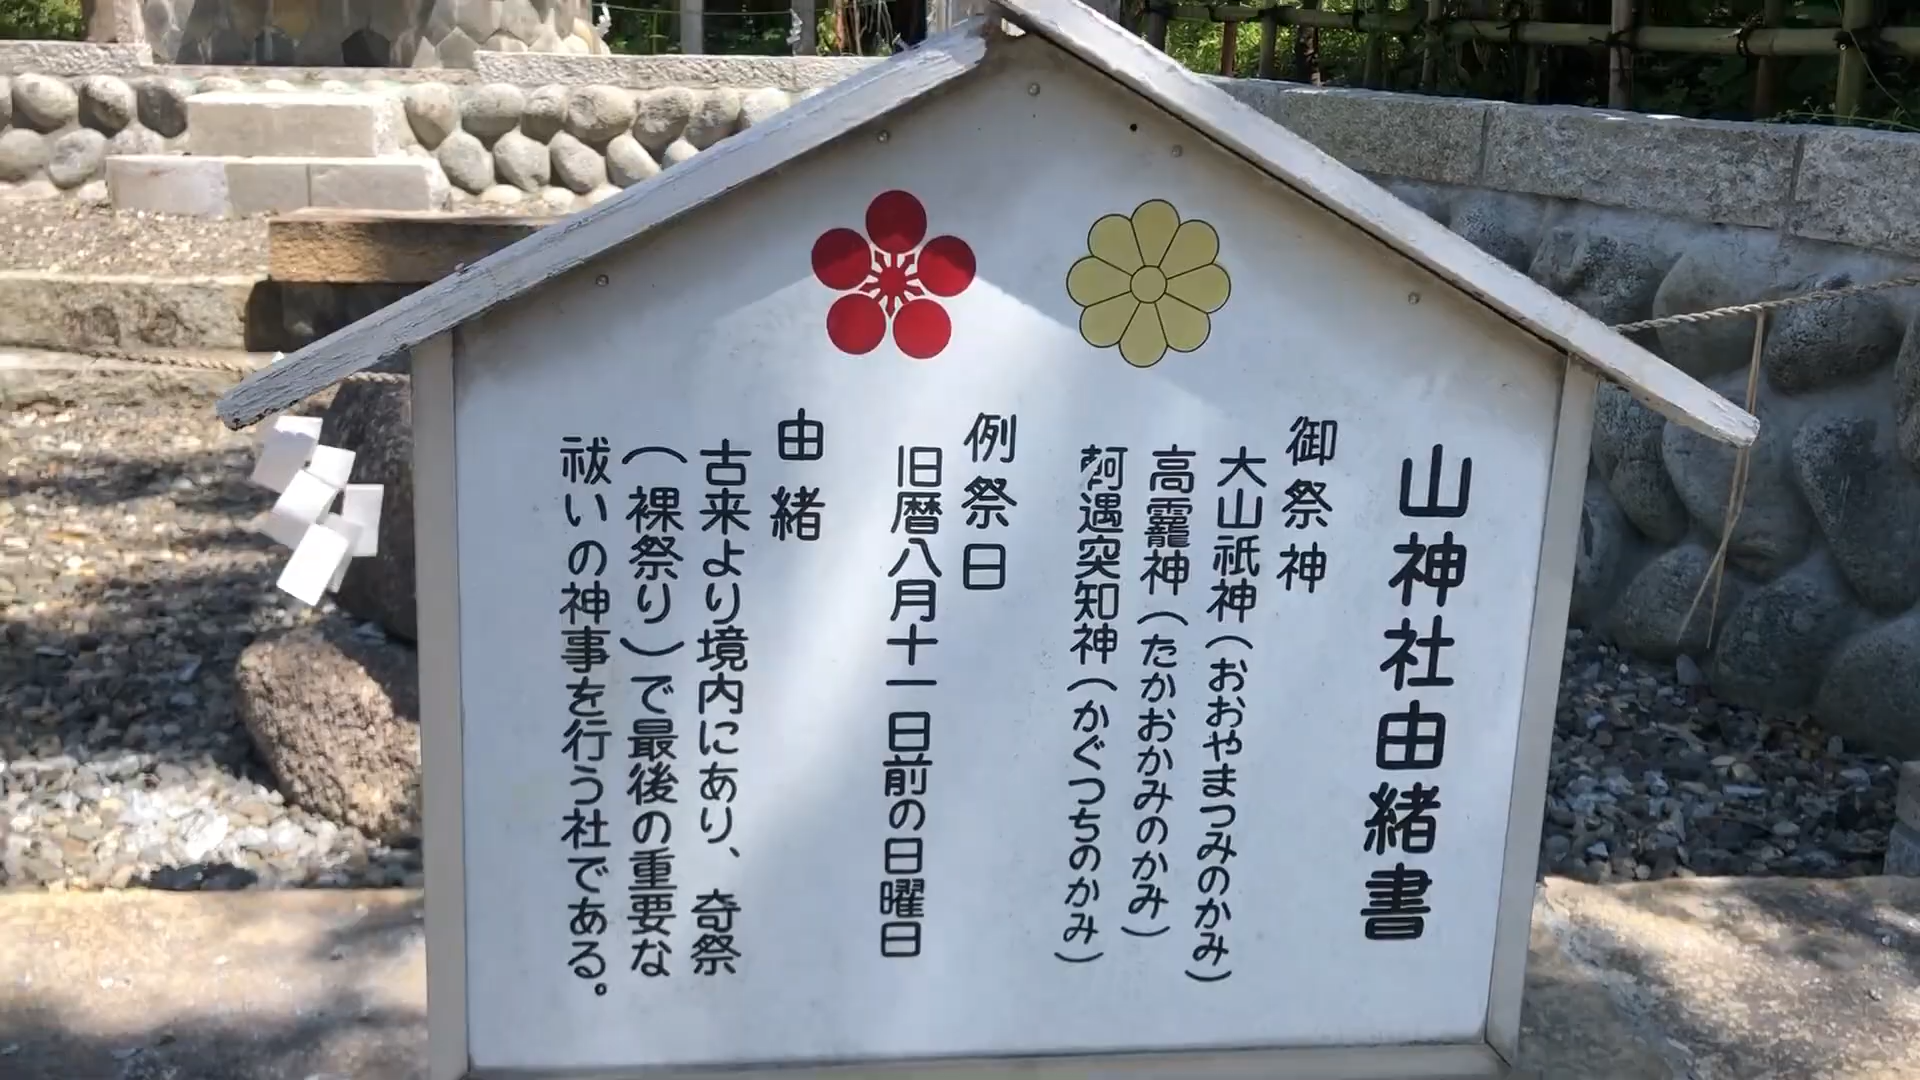 山神社由緒書
御祭神
大山祇神(おおやまつみのかみ)
高龗神(たかおかみのかみ)
軻遇突知神(かぐつちのかみ)
例祭日
旧暦八月十一日前の日曜日
由緒
古来より境内にあり、奇祭
(裸祭り)で最後の重要な
祓いの神事を行う社である。